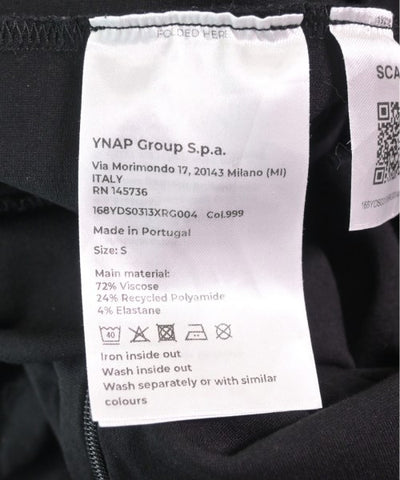 FOLDED HERE
YNAP Group S.p.a.
Via Morimondo 17, 20143 Milano (MI)
ITALY
RN 145736
168YDS0313XRG004 Col.999
Made in Portugal
Size: S
Main material:
72% Viscose
24% Recycled Polyamide
4% Elastane
40
Iron inside out
Wash inside out
Wash separately or with similar
colours
SCA